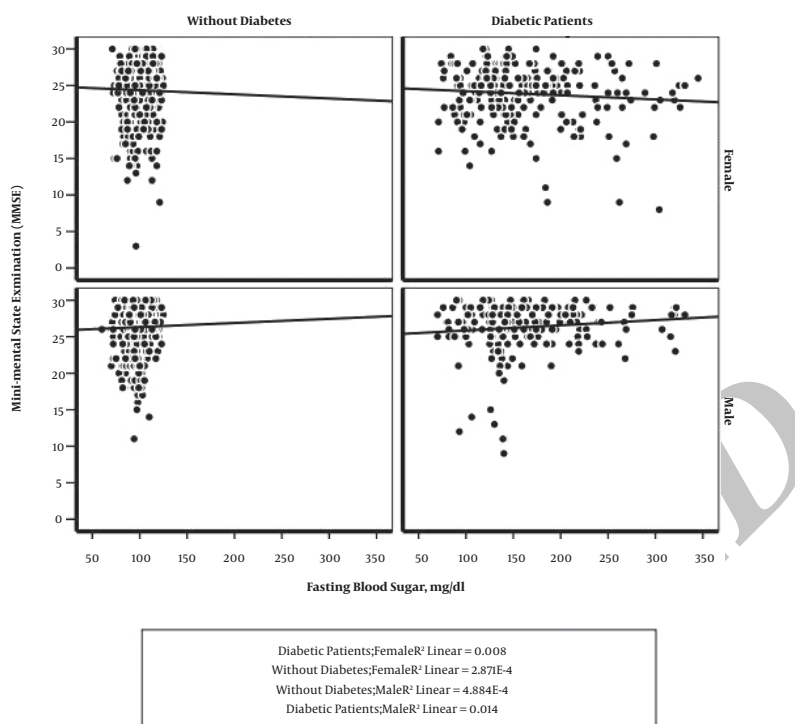 Without Diabetes
Diabetic Patients
30
25
20
15
10
5
0
Female
Mini-mental State Exmination (MMSE)
30
25
20
15
10
5
0
Male
50 100 150 200 250 300 350 50 100 150 200 250 300 350
Fasting Blood Sugar, mg/dl
D
Diabetic Patients;FemaleR² Linear = 0.008
Without Diabetes;FemaleR² Linear = 2.871E-4
Without Diabetes;MaleR² Linear = 4.884E-4
Diabetic Patients;MaleR² Linear = 0.014